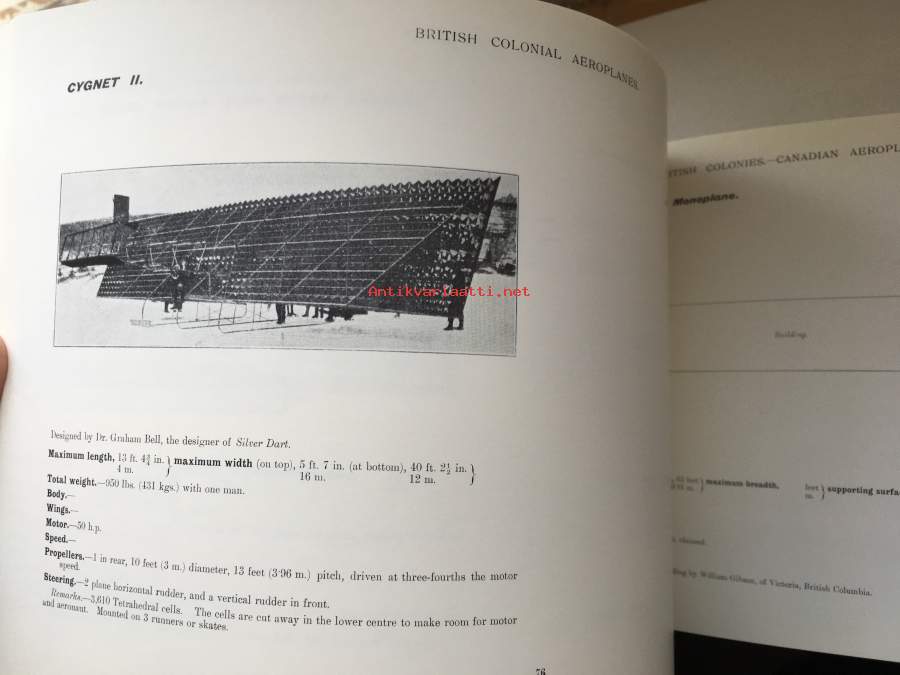 BRITISH COLONIAL AEROPLANES.
CYGNET II.
Antikvariaatti.net
Designed by Dr. Graham Bell, the designer of Silver Dart.
Maximum length, 13 ft. 4¾ in. } maximum width (on top), 5 ft. 7 in. (at bottom), 40 ft. 2½ in. }
4 m. 16 m. 12 m.
Total weight.—950 lbs. (431 kgs.) with one man.
Body.—
Wings.—
Motor.—50 h.p.
Speed.—
Propellers.—1 in rear, 10 feet (3 m.) diameter, 13 feet (3·96 m.) pitch, driven at three-fourths the motor
speed.
Steering.—2 plane horizontal rudder, and a vertical rudder in front.
Remarks.—3,610 Tetrahedral cells. The cells are cut away in the lower centre to make room for motor
and aeronaut. Mounted on 3 runners or skates.
76
TISH COLONIES.—CANADIAN AEROPL
Monoplane.
Building.
maximum breadth, feet } supporting surfa
m.
by William Gibson, of Victoria, British Columbia.